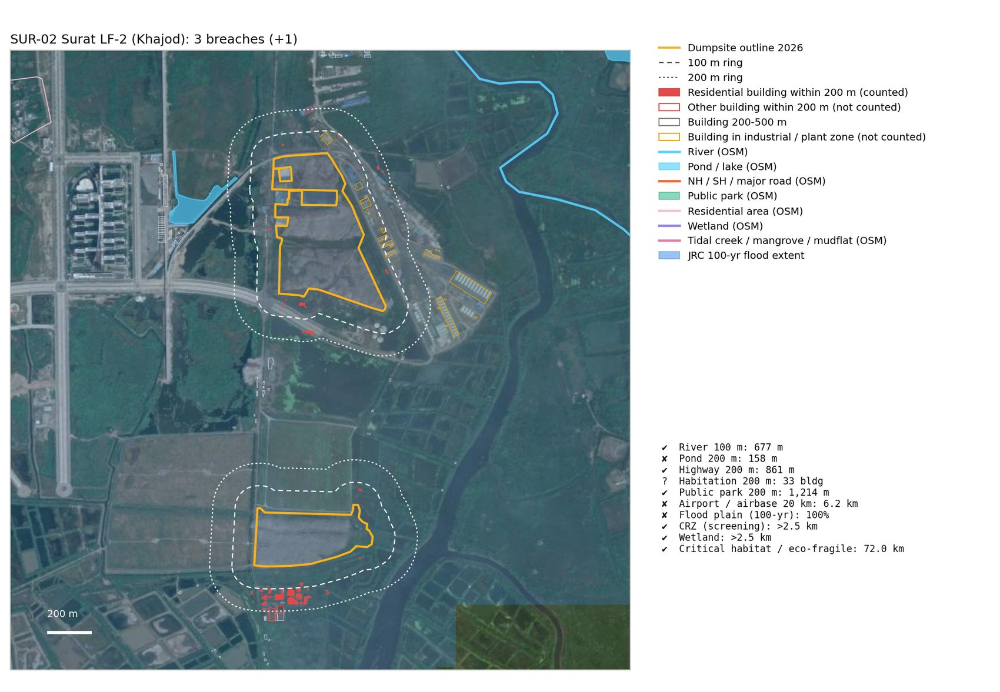 SUR-02 Surat LF-2 (Khajod): 3 breaches (+1)
Dumpsite outline 2026
100 m ring
200 m ring
Residential building within 200 m (counted)
Other building within 200 m (not counted)
Building 200-500 m
Building in industrial / plant zone (not counted)
River (OSM)
Pond / lake (OSM)
NH / SH / major road (OSM)
Public park (OSM)
Residential area (OSM)
Wetland (OSM)
Tidal creek / mangrove / mudflat (OSM)
JRC 100-yr flood extent
✔ River 100 m: 677 m
✘ Pond 200 m: 158 m
✔ Highway 200 m: 861 m
? Habitation 200 m: 33 bldg
✔ Public park 200 m: 1,214 m
✘ Airport / airbase 20 km: 6.2 km
✘ Flood plain (100-yr): 100%
✔ CRZ (screening): >2.5 km
✔ Wetland: >2.5 km
✔ Critical habitat / eco-fragile: 72.0 km
200 m